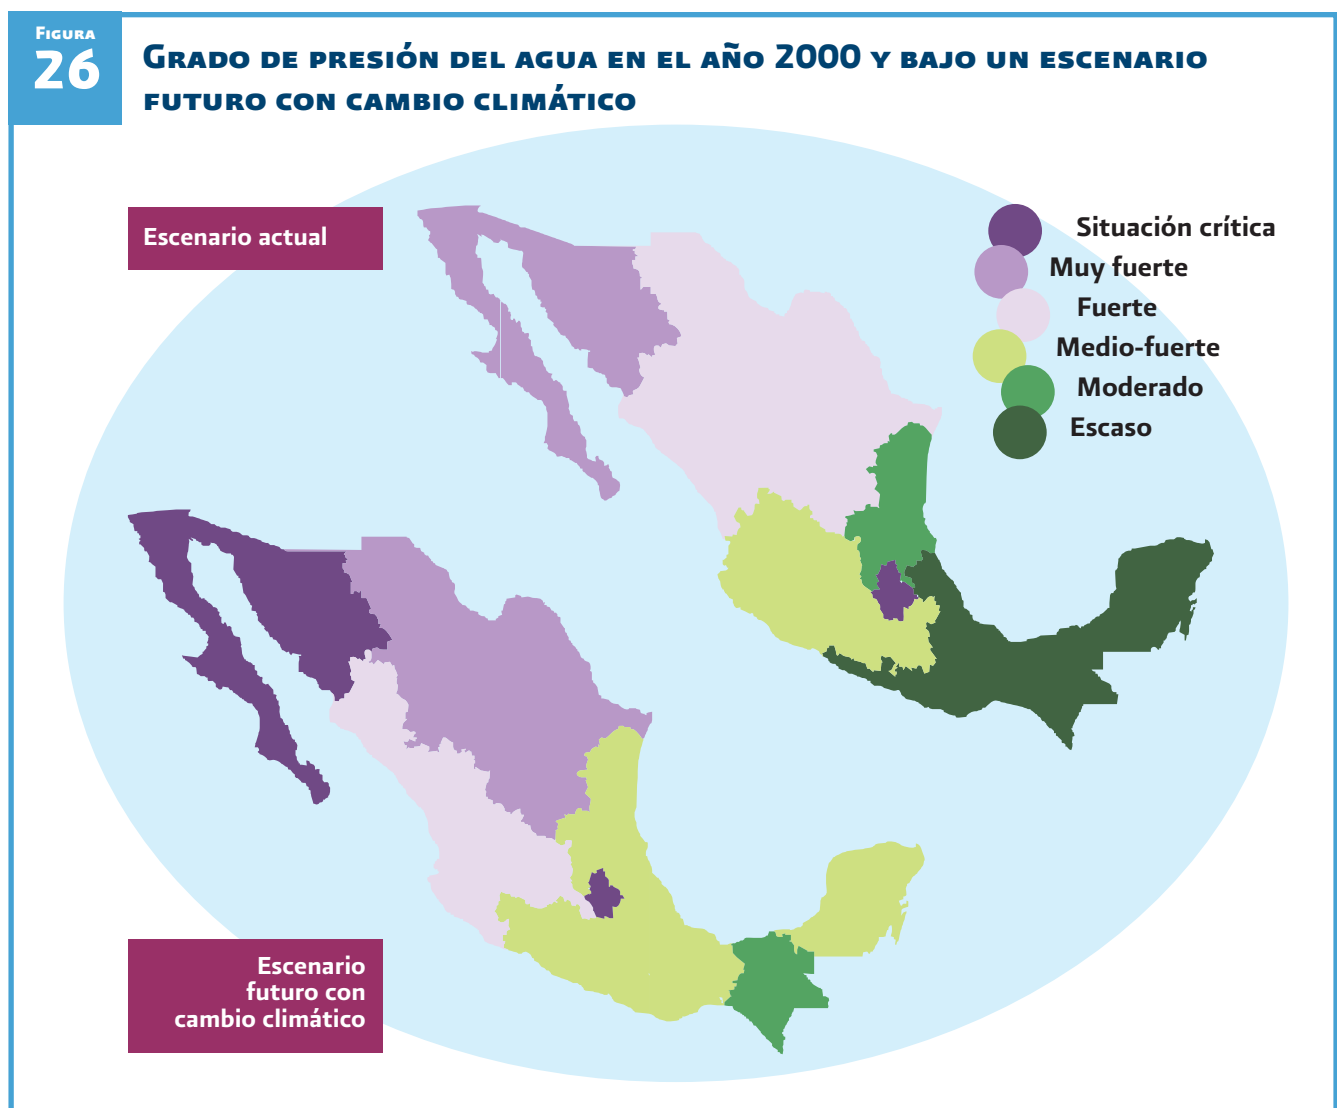 FIGURA
26
GRADO DE PRESIÓN DEL AGUA EN EL AÑO 2000 Y BAJO UN ESCENARIO
FUTURO CON CAMBIO CLIMÁTICO
Escenario actual
Situación crítica
Muy fuerte
Fuerte
Medio-fuerte
Moderado
Escaso
Escenario
futuro con
cambio climático